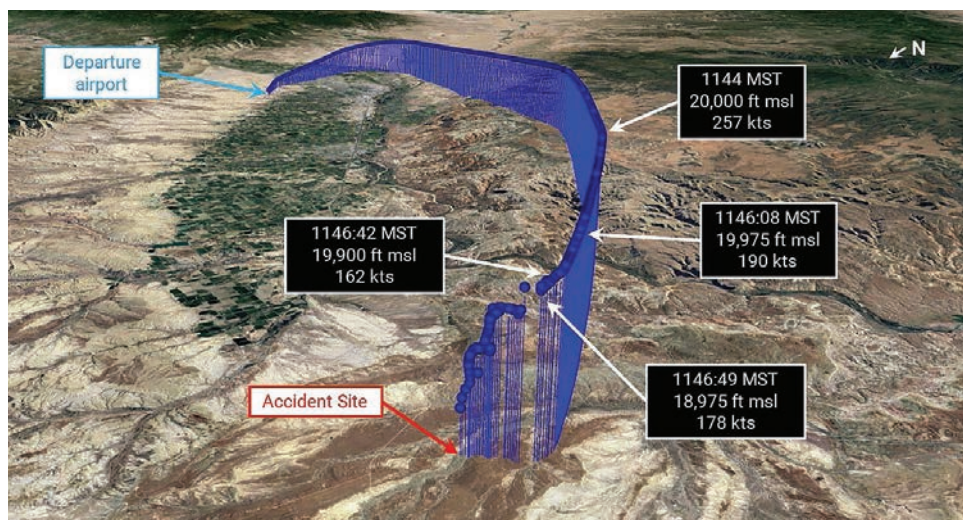 N
Departure
airport
1144 MST
20,000 ft msl
257 kts
1146:08 MST
19,975 ft msl
190 kts
1146:42 MST
19,900 ft msl
162 kts
1146:49 MST
18,975 ft msl
178 kts
Accident Site